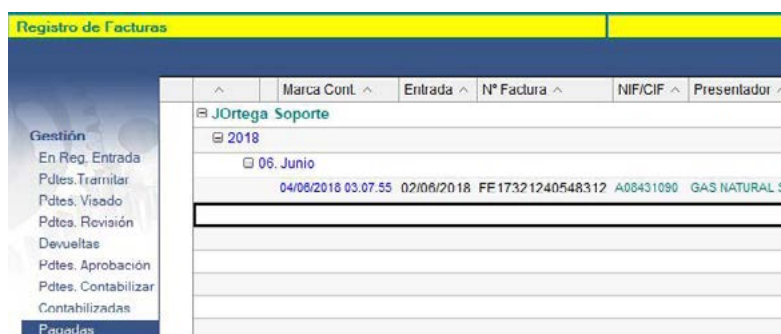 Registro de Facturas
Marca Cont. Entrada Nº Factura NIF/CIF Presentador
JOrtega Soporte
2018
06. Junio
04/06/2018 03.07.55 02/06/2018 FE17321240548312 A08431090 GAS NATURAL S
Gestión
En Reg. Entrada
Pdtes.Tramitar
Pdtes. Visado
Pdtes. Revisión
Devueltas
Pdtes. Aprobación
Pdtes. Contabilizar
Contabilizadas
Pagadas